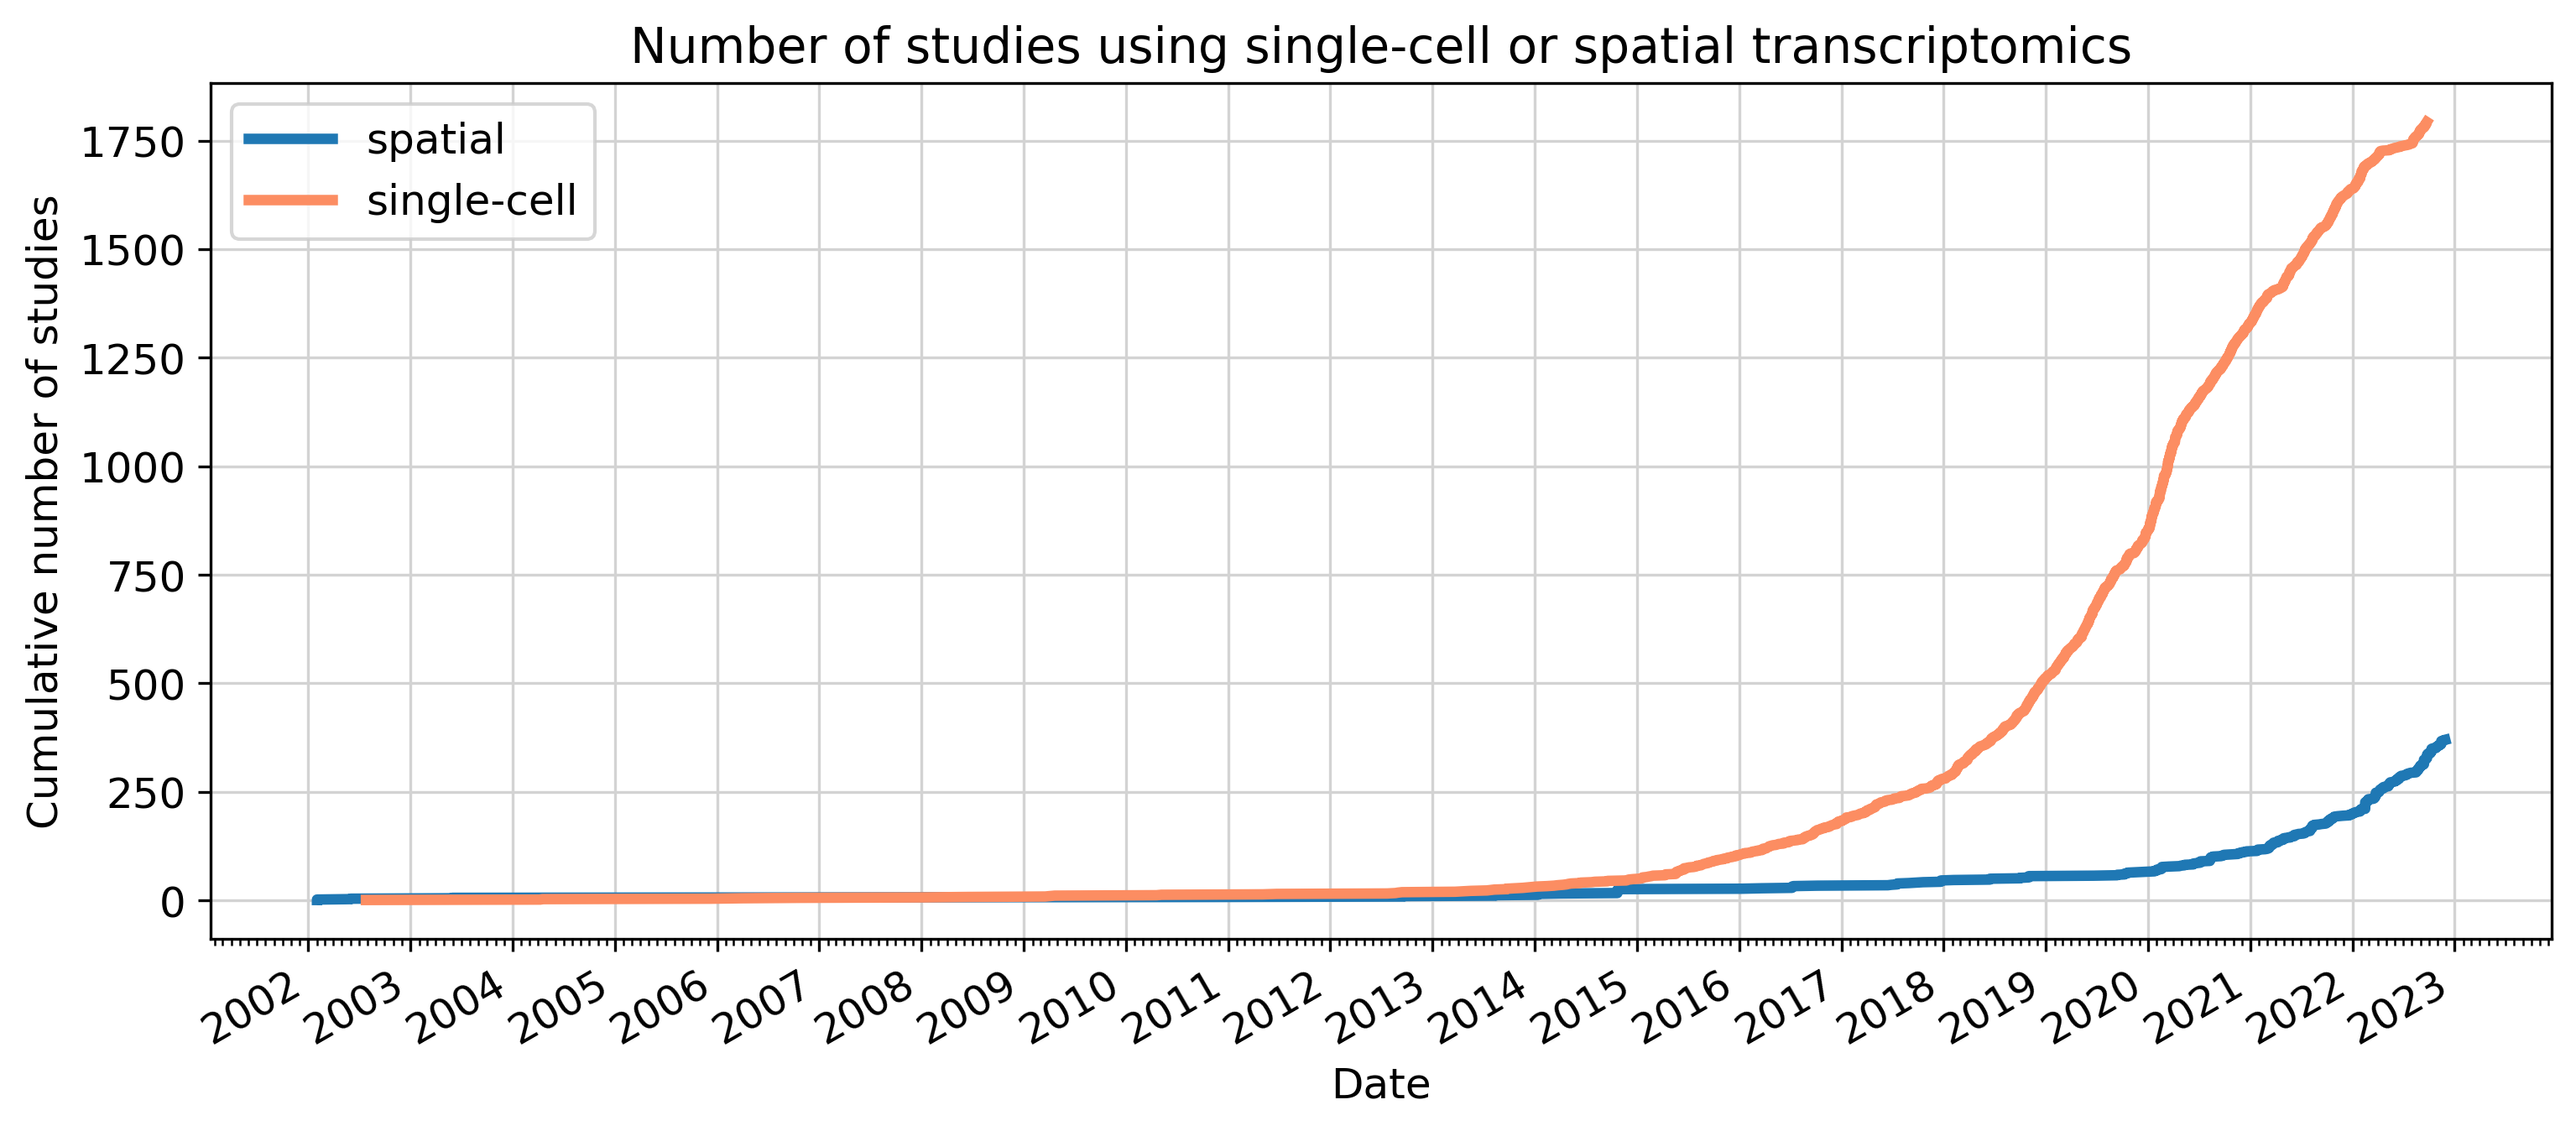 Number of studies using single-cell or spatial transcriptomics
spatial
single-cell
Cumulative number of studies
1750
1500
1250
1000
750
500
250
0
2002 2003 2004 2005 2006 2007 2008 2009 2010 2011 2012 2013 2014 2015 2016 2017 2018 2019 2020 2021 2022 2023
Date